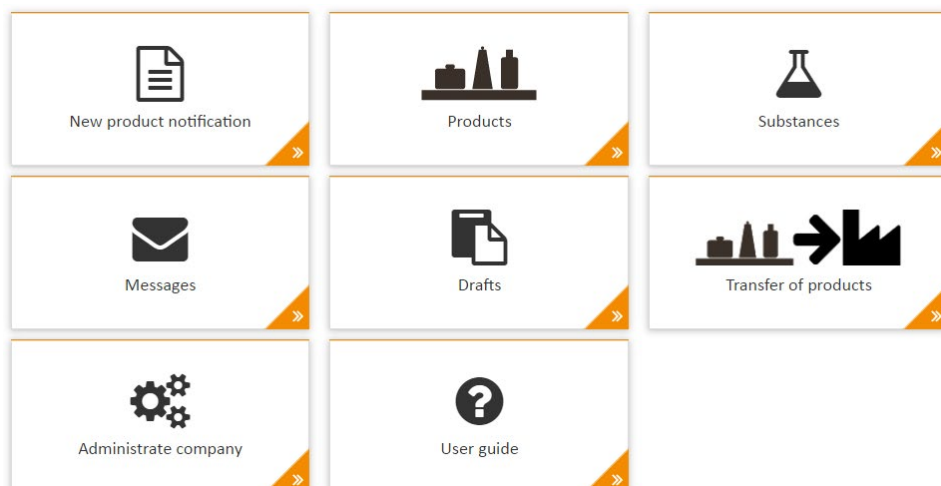 New product notification
Products
Substances
Messages
Drafts
Transfer of products
Administrate company
User guide